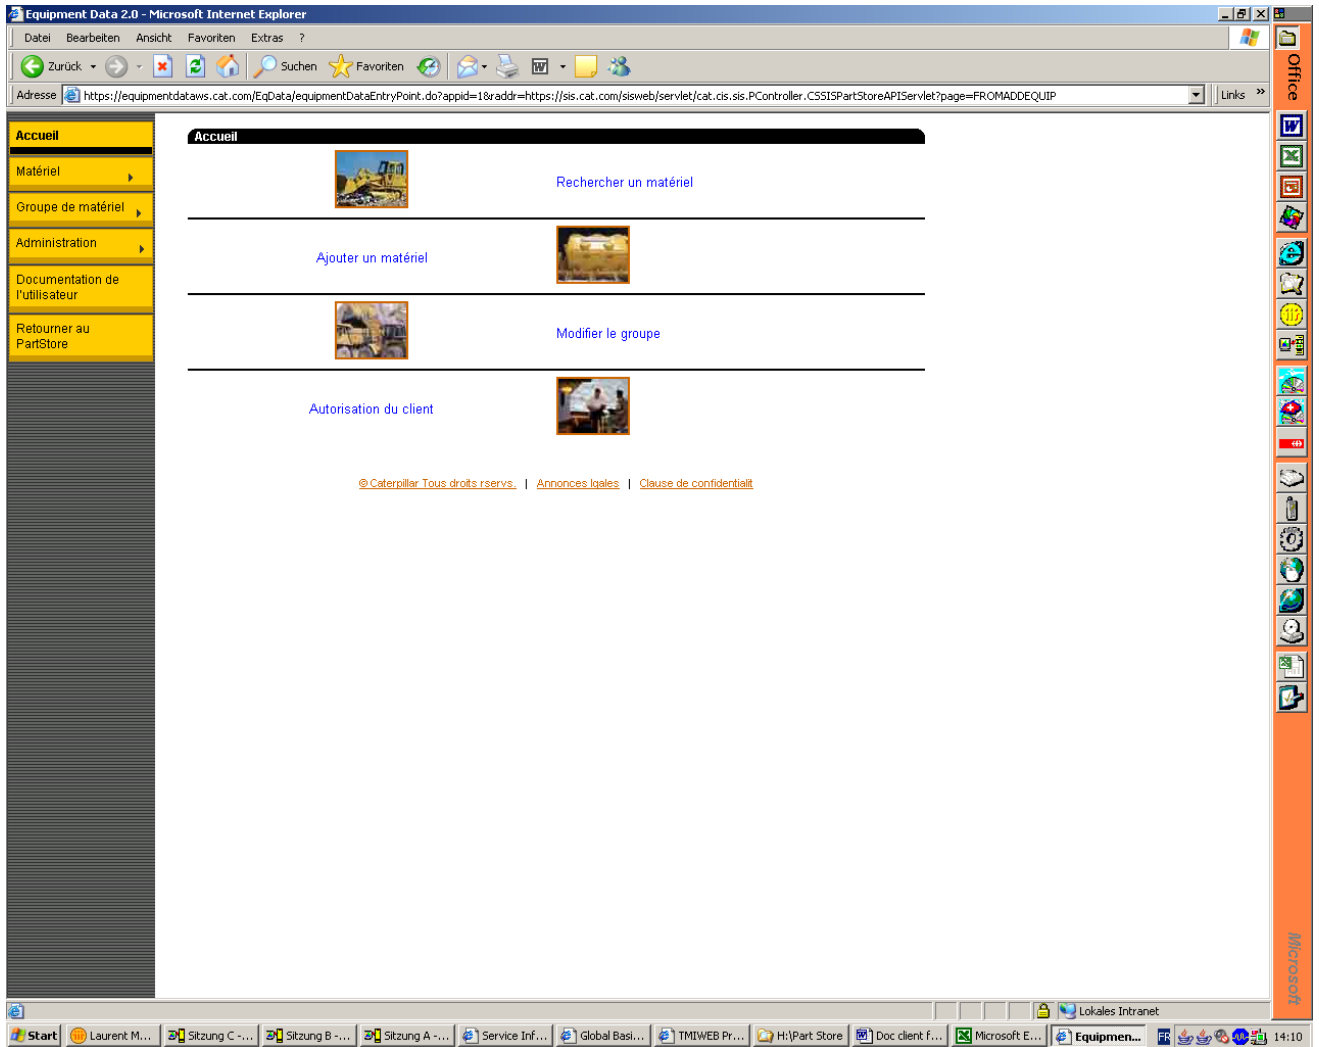 Equipment Data 2.0 - Microsoft Internet Explorer
Datei Bearbeiten Ansicht Favoriten Extras ?
Zurück Suchen Favoriten
Adresse https://equipmentdataws.cat.com/EqData/equipmentDataEntryPoint.do?appid=1&raddr=https://sis.cat.com/sisweb/servlet/cat.cis.sis.PController.CSSISPartStoreAPIServlet?page=FROMADDEQUIP Links »
Office
Accueil
Matériel
Groupe de matériel
Administration
Documentation de
l'utilisateur
Retourner au
PartStore
Accueil
Rechercher un matériel
Ajouter un matériel
Modifier le groupe
Autorisation du client
© Caterpillar Tous droits rservs. | Annonces lgales | Clause de confidentialit
Microsoft
Lokales Intranet
Start Laurent M... Sitzung C -... Sitzung B -... Sitzung A -... Service Inf... Global Basi... TMIWEB Pr... H:\Part Store Doc client f... Microsoft E... Equipmen... FR 14:10